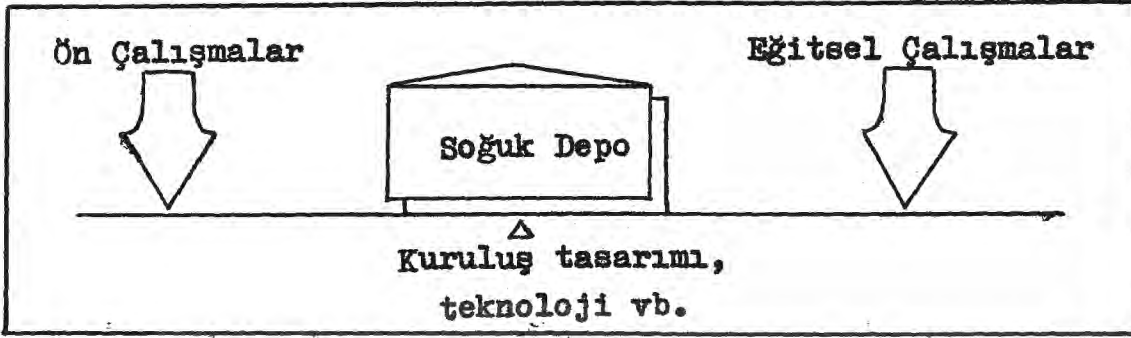 Ön Çalışmalar
Eğitsel Çalışmalar
Soğuk Depo
Kuruluş tasarımı,
teknoloji vb.